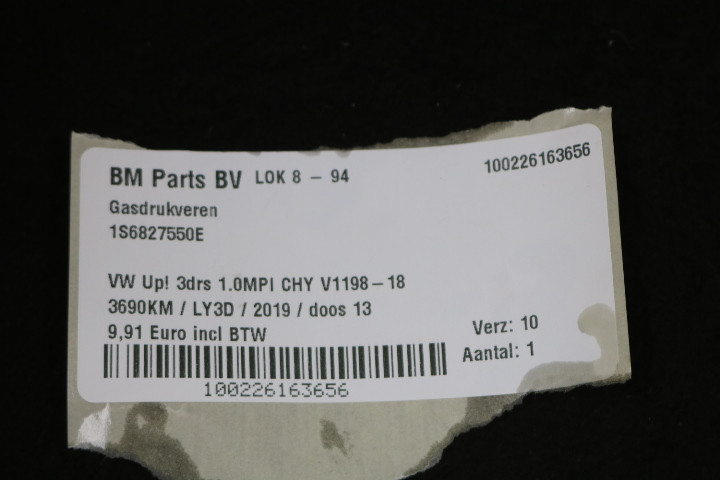 BM Parts BV LOK 8 - 94 100226163656
Gasdrukveren
1S6827550E
VW Up! 3drs 1.0MPI CHY V1198-18
3690KM / LY3D / 2019 / doos 13
9,91 Euro incl BTW Verz: 10
Aantal: 1
100226163656